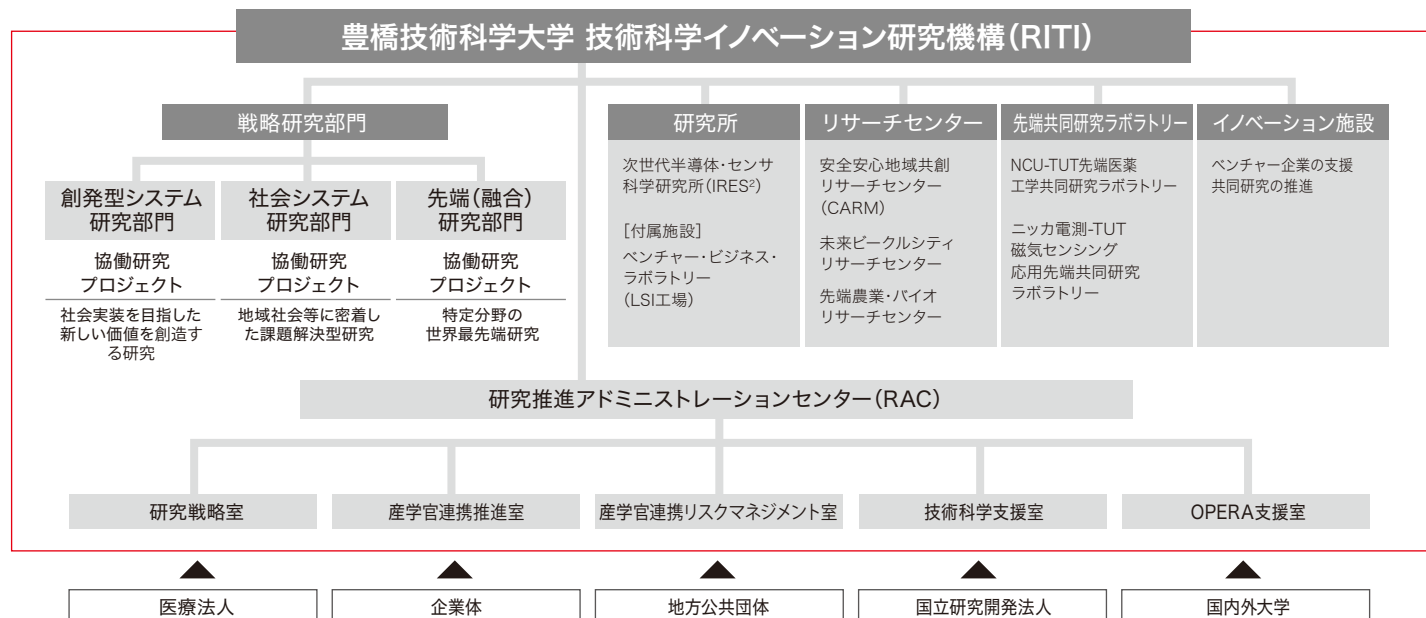 豊橋技術科学大学 技術科学イノベーション研究機構(RITI)
戦略研究部門
創発型システム
研究部門
協働研究
プロジェクト
社会実装を目指した
新しい価値を創造す
る研究
社会システム
研究部門
協働研究
プロジェクト
地域社会等に密着し
た課題解決型研究
先端(融合)
研究部門
協働研究
プロジェクト
特定分野の
世界最先端研究
研究所
次世代半導体・センサ
科学研究所(IRES²)
[付属施設]
ベンチャー・ビジネス・
ラボラトリー
(LSI工場)
リサーチセンター
安全安心地域共創
リサーチセンター
(CARM)
未来ビークルシティ
リサーチセンター
先端農業・バイオ
リサーチセンター
先端共同研究ラボラトリー
NCU-TUT先端医薬
工学共同研究ラボラトリー
ニッカ電測-TUT
磁気センシング
応用先端共同研究
ラボラトリー
イノベーション施設
ベンチャー企業の支援
共同研究の推進
研究推進アドミニストレーションセンター(RAC)
研究戦略室
産学官連携推進室
産学官連携リスクマネジメント室
技術科学支援室
OPERA支援室
医療法人
企業体
地方公共団体
国立研究開発法人
国内外大学